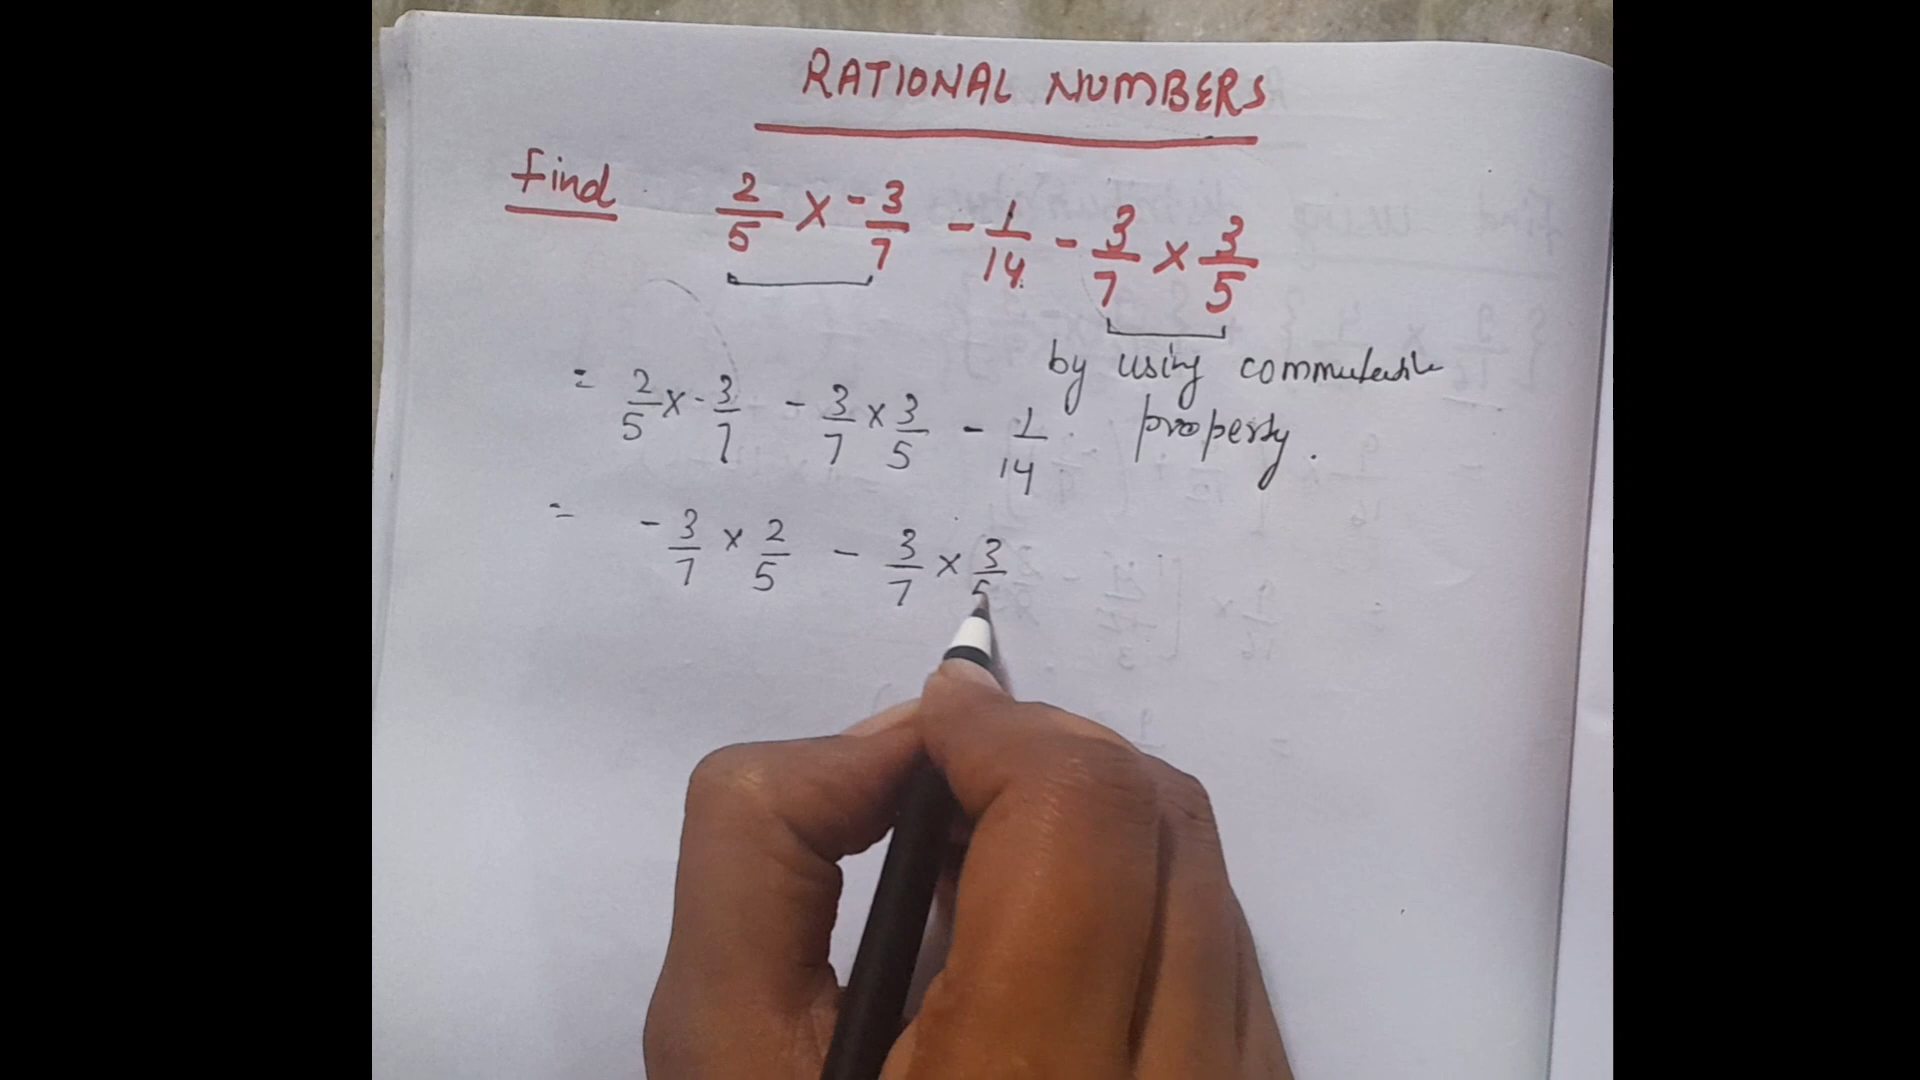 RATIONAL NUMBERS
Find 2/5 × -3/7 - 1/14 - 3/7 × 3/5
by using commutative
= 2/5 × -3/7 - 3/7 × 3/5 - 1/14 property.
= -3/7 × 2/5 - 3/7 × 3/5